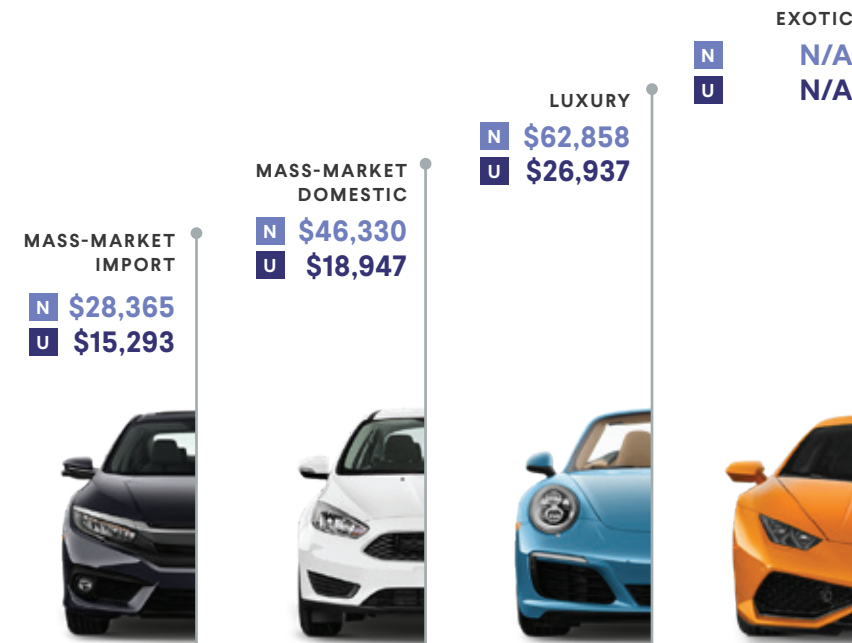 EXOTIC
N N/A
U N/A
LUXURY
N $62,858
U $26,937
MASS-MARKET
DOMESTIC
N $46,330
U $18,947
MASS-MARKET
IMPORT
N $28,365
U $15,293